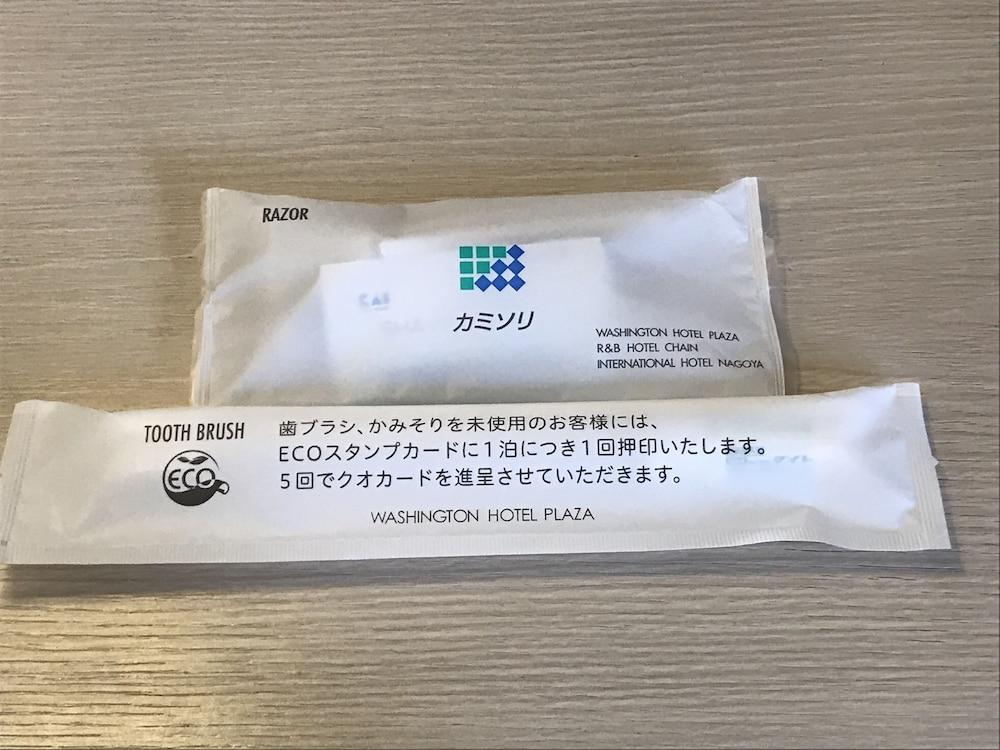 RAZOR
カミソリ
WASHINGTON HOTEL PLAZA
R&B HOTEL CHAIN
INTERNATIONAL HOTEL NAGOYA
TOOTH BRUSH
ECO
歯ブラシ、かみそりを未使用のお客様には、
ECOスタンプカードに1泊につき1回押印いたします。
5回でクオカードを進呈させていただきます。
WASHINGTON HOTEL PLAZA